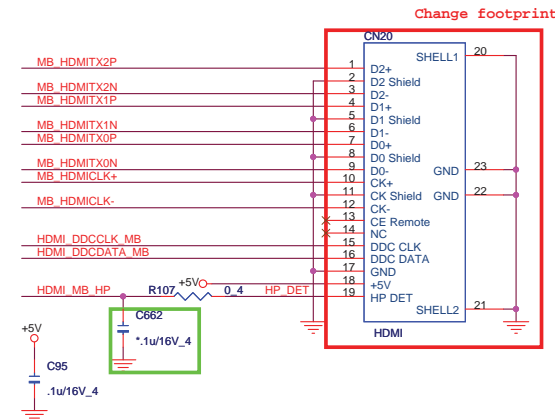 Change footprint
CN20
MB_HDMITX2P
MB_HDMITX2N
MB_HDMITX1P
MB_HDMITX1N
MB_HDMITX0P
MB_HDMITX0N
MB_HDMICLK+
MB_HDMICLK-
HDMI_DDCCLK_MB
HDMI_DDCDATA_MB
HDMI_MB_HP
R107
+5V
0_4
HP_DET
1 D2+
2 D2 Shield
3 D2-
4 D1+
5 D1 Shield
6 D1-
7 D0+
8 D0 Shield
9 D0-
10 CK+
11 CK Shield
12 CK-
13 CE Remote
14 NC
15 DDC CLK
16 DDC DATA
17 GND
18 +5V
19 HP DET
SHELL1 20
GND 23
GND 22
SHELL2 21
HDMI
C662
*.1u/16V_4
+5V
C95
.1u/16V_4